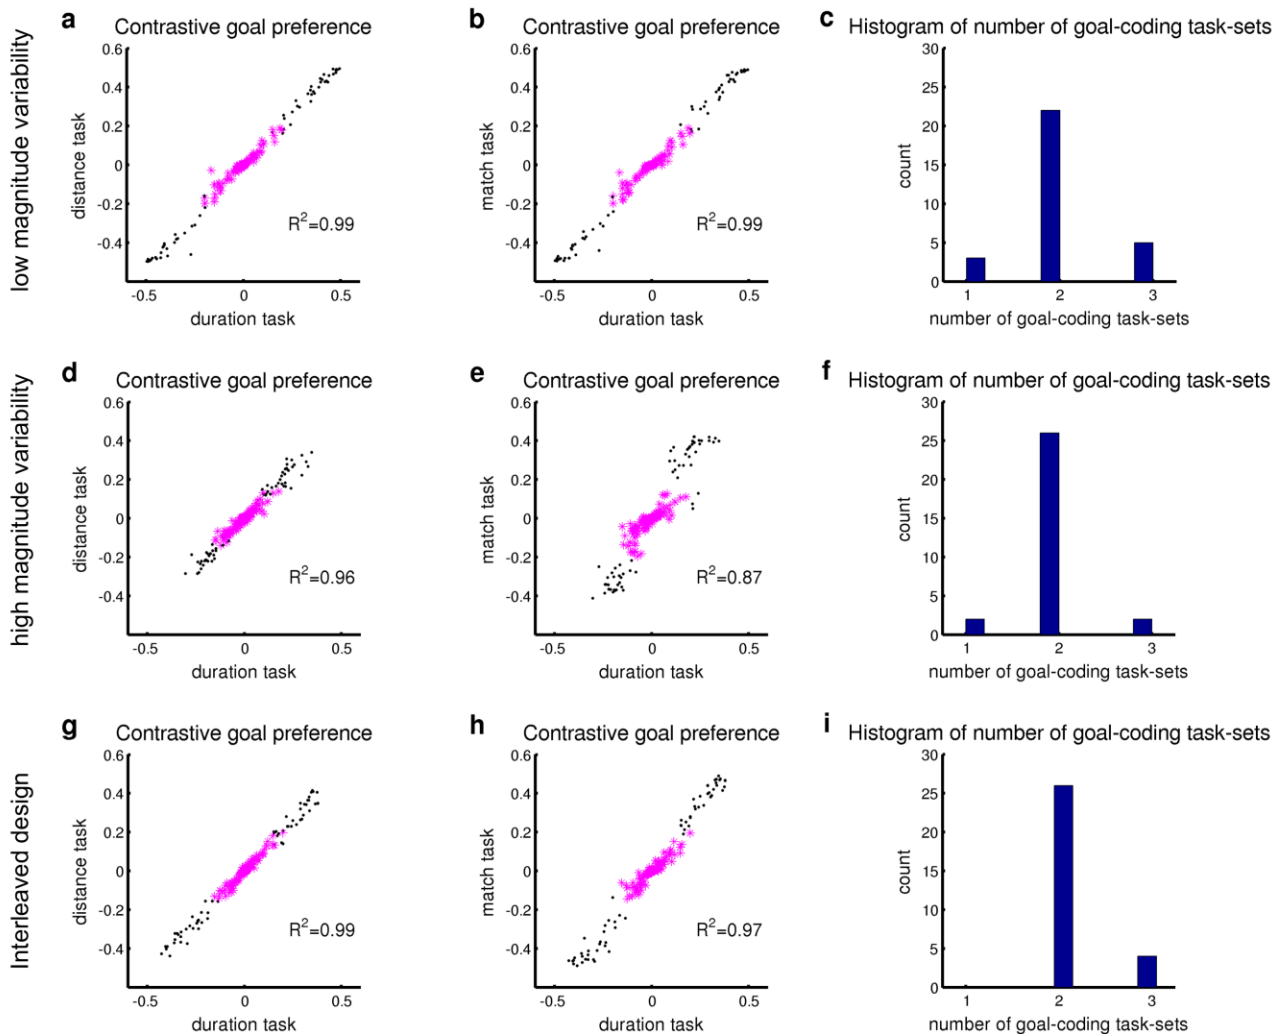 low magnitude variability
a
Contrastive goal preference
0.6
0.4
0.2
0
-0.2
-0.4
distance task
R²=0.99
-0.5
0
0.5
duration task
b
Contrastive goal preference
0.6
0.4
0.2
0
-0.2
-0.4
match task
R²=0.99
-0.5
0
0.5
duration task
c
Histogram of number of goal-coding task-sets
30
25
20
15
10
5
0
count
1
2
3
number of goal-coding task-sets
high magnitude variability
d
Contrastive goal preference
0.6
0.4
0.2
0
-0.2
-0.4
distance task
R²=0.96
-0.5
0
0.5
duration task
e
Contrastive goal preference
0.6
0.4
0.2
0
-0.2
-0.4
match task
R²=0.87
-0.5
0
0.5
duration task
f
Histogram of number of goal-coding task-sets
30
25
20
15
10
5
0
count
1
2
3
number of goal-coding task-sets
Interleaved design
g
Contrastive goal preference
0.6
0.4
0.2
0
-0.2
-0.4
distance task
R²=0.99
-0.5
0
0.5
duration task
h
Contrastive goal preference
0.6
0.4
0.2
0
-0.2
-0.4
match task
R²=0.97
-0.5
0
0.5
duration task
i
Histogram of number of goal-coding task-sets
30
25
20
15
10
5
0
count
1
2
3
number of goal-coding task-sets